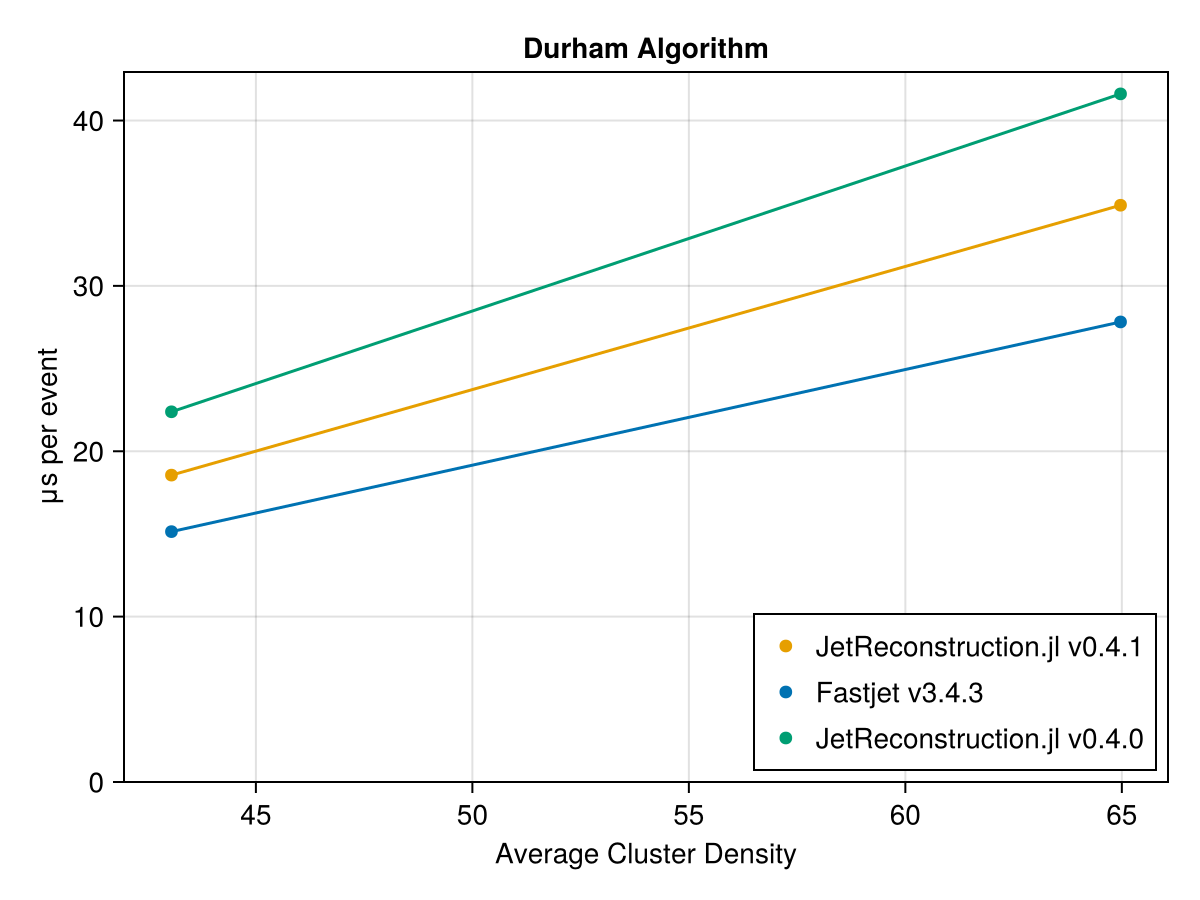 Durham Algorithm
40
30
20
10
0
µs per event
45 50 55 60 65
Average Cluster Density
JetReconstruction.jl v0.4.1
Fastjet v3.4.3
JetReconstruction.jl v0.4.0